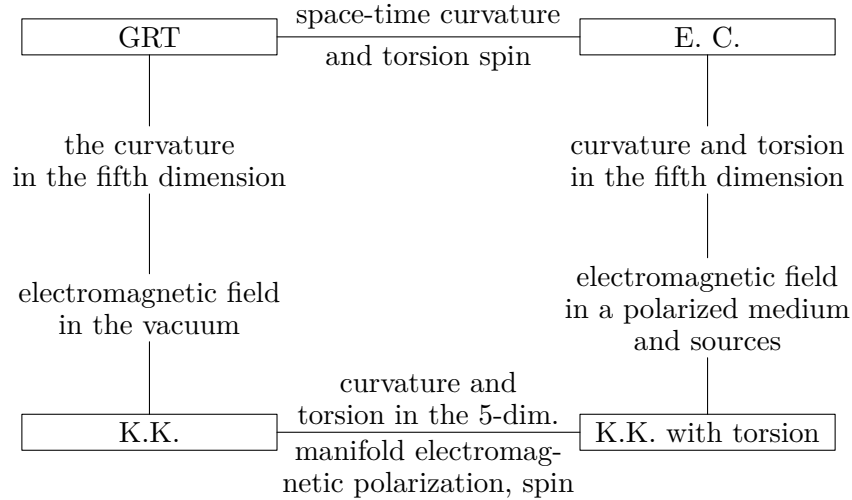 space-time curvature
GRT
E. C.
and torsion spin
the curvature
in the fifth dimension
curvature and torsion
in the fifth dimension
electromagnetic field
in the vacuum
electromagnetic field
in a polarized medium
and sources
curvature and
torsion in the 5-dim.
K.K.
K.K. with torsion
manifold electromag-
netic polarization, spin